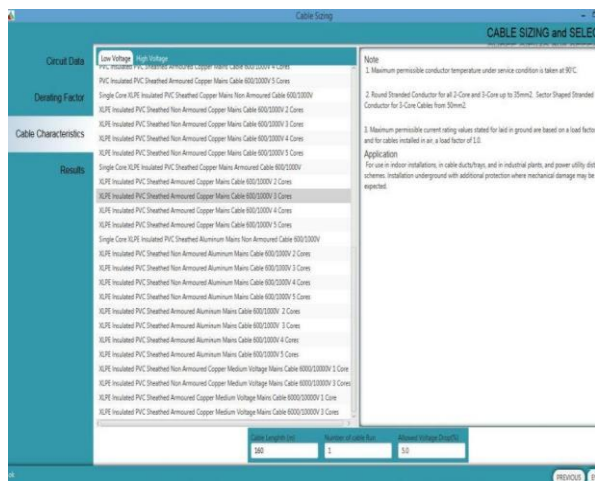 Cable Sizing
CABLE SIZING and SELEC
Circuit Data
Derating Factor
Cable Characteristics
Results
Low Voltage High Voltage
PVC Insulated PVC Sheathed Armoured Copper Mains Cable 600/1000V 4 Cores
PVC Insulated PVC Sheathed Armoured Copper Mains Cable 600/1000V 5 Cores
Single Core XLPE Insulated PVC Sheathed Copper Mains Non Armoured Cable 600/1000V
XLPE Insulated PVC Sheathed Non Armoured Copper Mains Cable 600/1000V 2 Cores
XLPE Insulated PVC Sheathed Non Armoured Copper Mains Cable 600/1000V 3 Cores
XLPE Insulated PVC Sheathed Non Armoured Copper Mains Cable 600/1000V 4 Cores
XLPE Insulated PVC Sheathed Non Armoured Copper Mains Cable 600/1000V 5 Cores
Single Core XLPE Insulated PVC Sheathed Copper Mains Armoured Cable 600/1000V
XLPE Insulated PVC Sheathed Armoured Copper Mains Cable 600/1000V 2 Cores
XLPE Insulated PVC Sheathed Armoured Copper Mains Cable 600/1000V 3 Cores
XLPE Insulated PVC Sheathed Armoured Copper Mains Cable 600/1000V 4 Cores
XLPE Insulated PVC Sheathed Armoured Copper Mains Cable 600/1000V 5 Cores
Single Core XLPE Insulated PVC Sheathed Aluminum Mains Non Armoured Cable 600/1000V
XLPE Insulated PVC Sheathed Non Armoured Aluminum Mains Cable 600/1000V 2 Cores
XLPE Insulated PVC Sheathed Non Armoured Aluminum Mains Cable 600/1000V 3 Cores
XLPE Insulated PVC Sheathed Non Armoured Aluminum Mains Cable 600/1000V 4 Cores
XLPE Insulated PVC Sheathed Non Armoured Aluminum Mains Cable 600/1000V 5 Cores
XLPE Insulated PVC Sheathed Armoured Aluminum Mains Cable 600/1000V 2 Cores
XLPE Insulated PVC Sheathed Armoured Aluminum Mains Cable 600/1000V 3 Cores
XLPE Insulated PVC Sheathed Armoured Aluminum Mains Cable 600/1000V 4 Cores
XLPE Insulated PVC Sheathed Armoured Aluminum Mains Cable 600/1000V 5 Cores
XLPE Insulated PVC Sheathed Non Armoured Copper Medium Voltage Mains Cable 6000/10000V 1 Core
XLPE Insulated PVC Sheathed Non Armoured Copper Medium Voltage Mains Cable 6000/10000V 3 Cores
XLPE Insulated PVC Sheathed Armoured Copper Medium Voltage Mains Cable 6000/10000V 1 Core
XLPE Insulated PVC Sheathed Armoured Copper Medium Voltage Mains Cable 6000/10000V 3 Cores
Note
1. Maximum permissible conductor temperature under service condition is taken at 90°C
2. Round Stranded Conductor for all 2-Core and 3-Core up to 35mm2. Sector Shaped Stranded
Conductor for 3-Core Cables from 50mm2.
3. Maximum permissible current rating values stated for laid in ground are based on a load factor
and for cables installed in air, a load factor of 1.0.
Application
For use in indoor installations, in cable ducts/trays, and in industrial plants, and power utility dist
schemes. Installation underground with additional protection where mechanical damage may be
expected.
Cable Lenghts (m) Number of cable Run Allowed Voltage Drop(%)
160 1 5.0
PREVIOUS